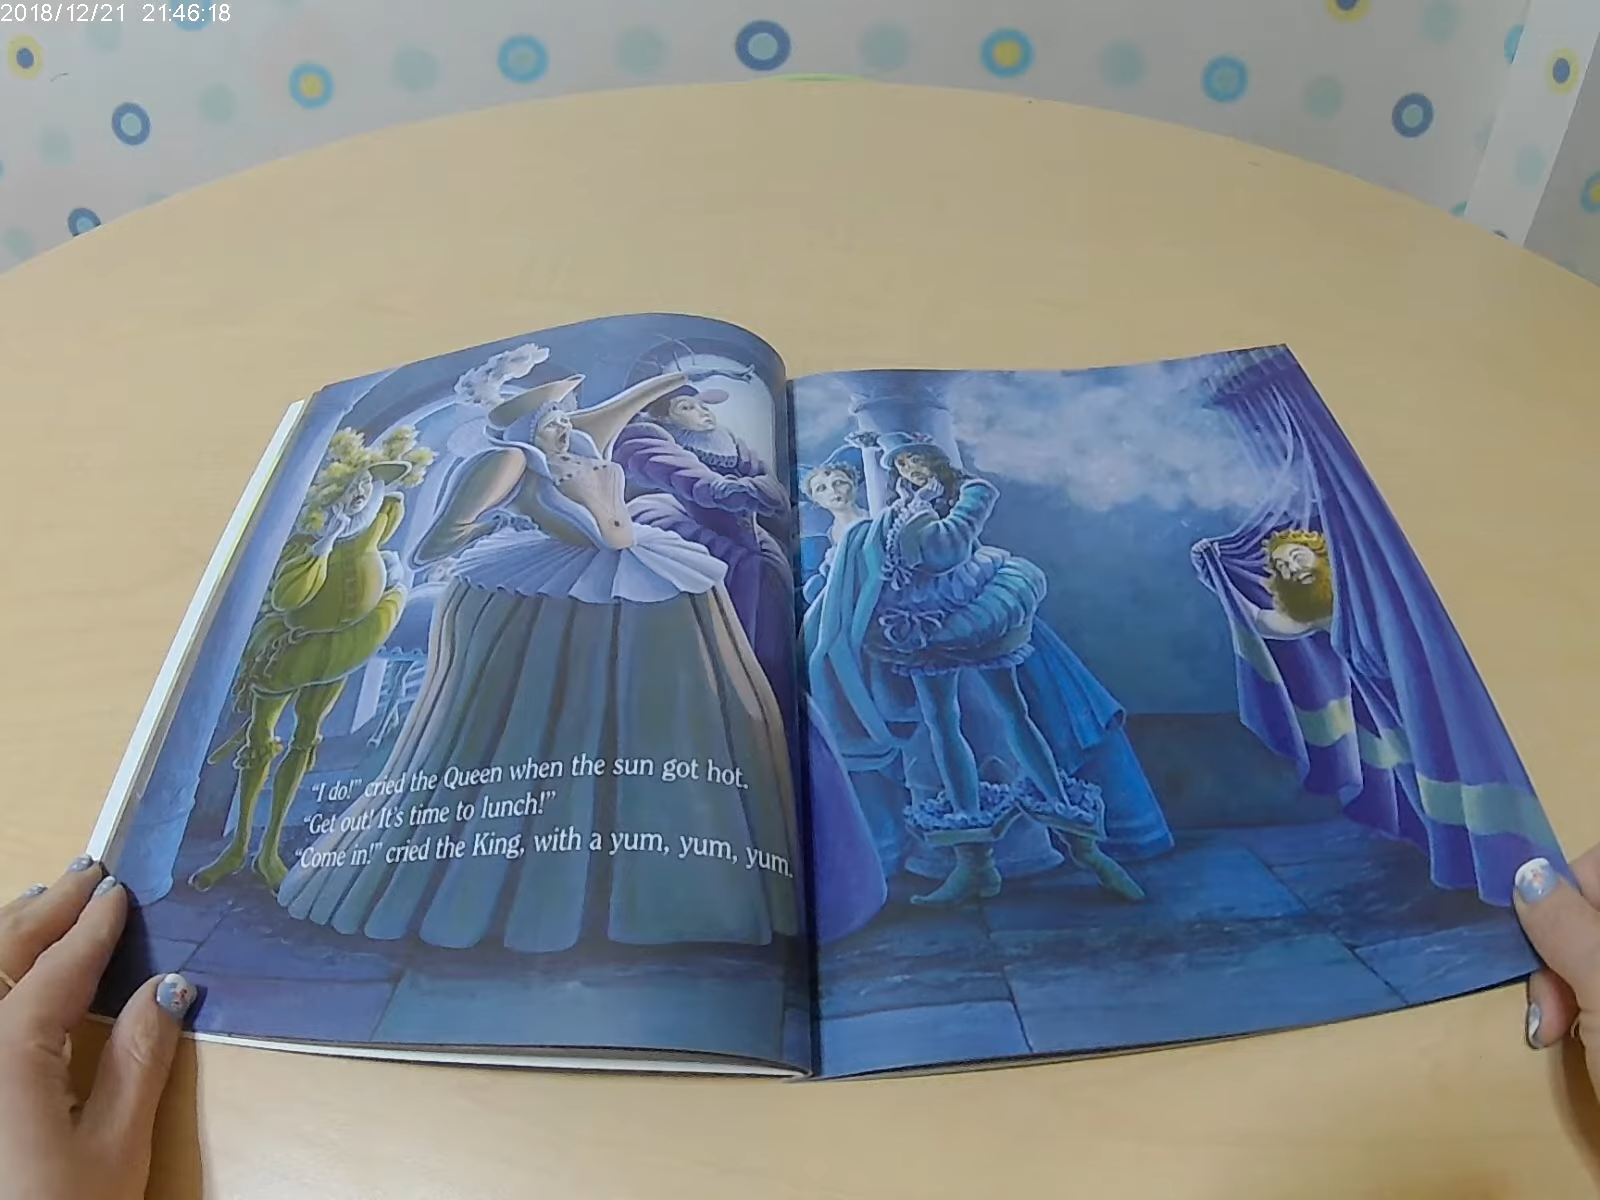 2018/12/21 21:46:18
"I do!" cried the Queen when the sun got hot.
"Get out! It's time to lunch!"
"Come in!" cried the King, with a yum, yum, yum.